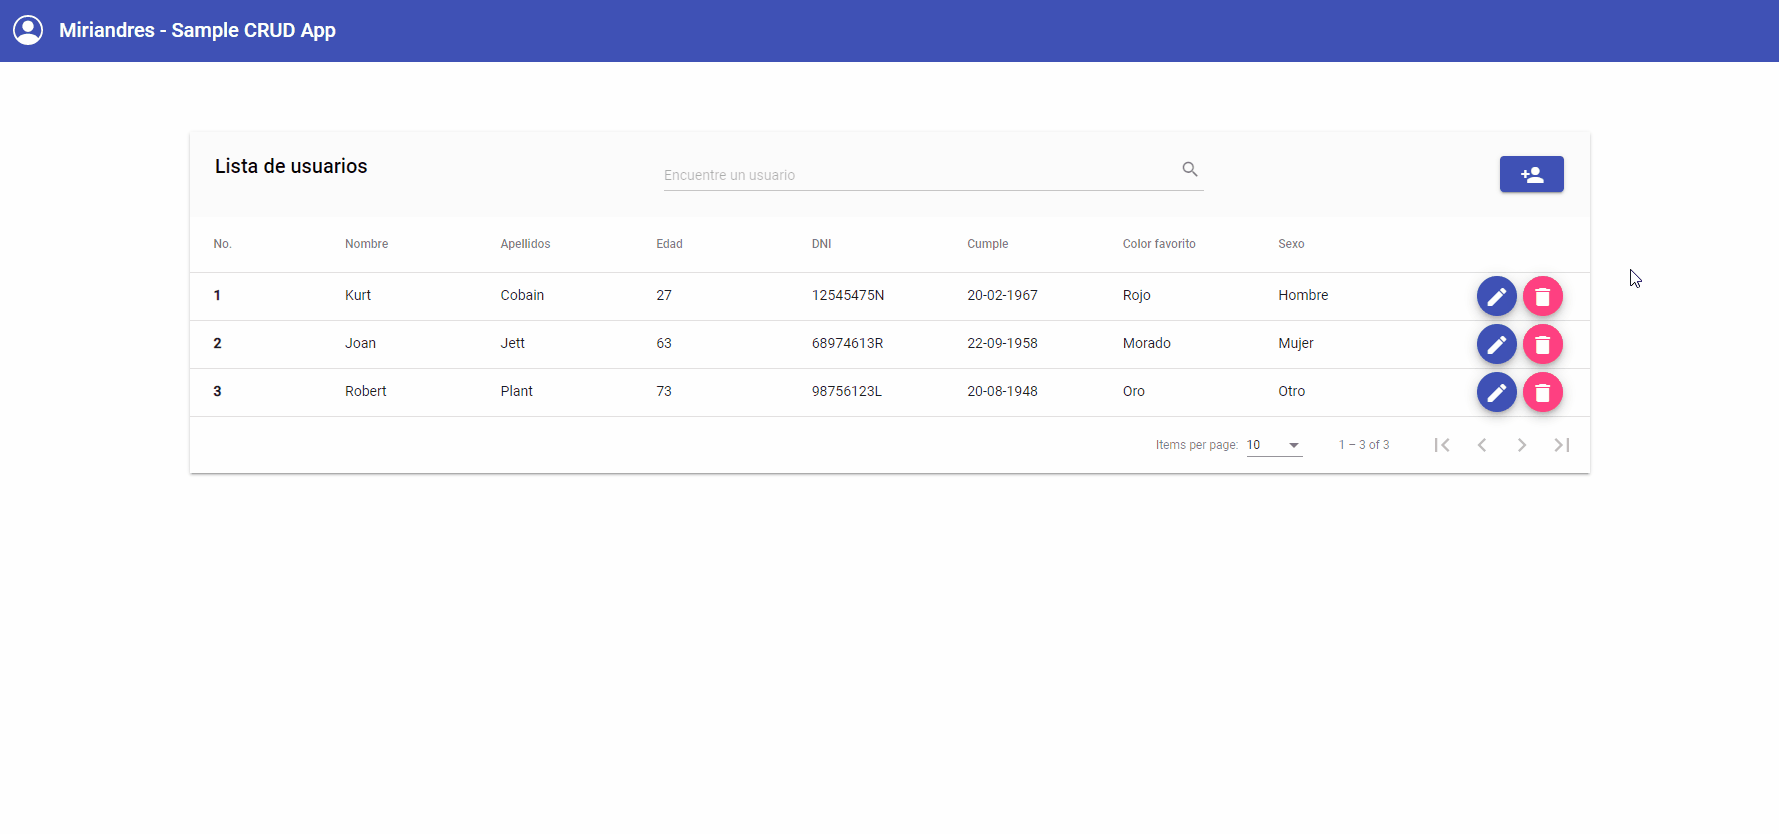 Miriandres - Sample CRUD App
Lista de usuarios
Encuentre un usuario
No. Nombre Apellidos Edad DNI Cumple Color favorito Sexo
1 Kurt Cobain 27 12545475N 20-02-1967 Rojo Hombre
2 Joan Jett 63 68974613R 22-09-1958 Morado Mujer
3 Robert Plant 73 98756123L 20-08-1948 Oro Otro
Items per page: 10 1 – 3 of 3